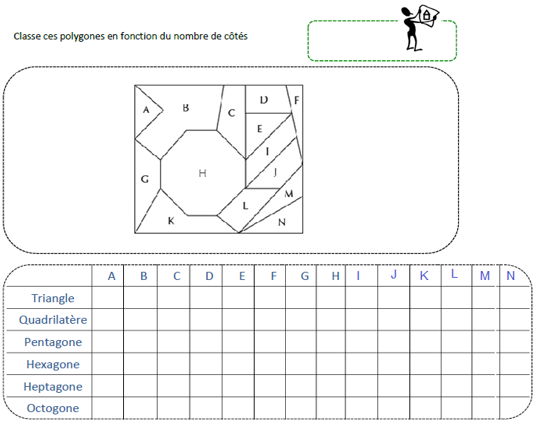 Classe ces polygones en fonction du nombre de côtés
D F
A B C
E
I
H J
G
M
L
K N
A B C D E F G H I J K L M N
Triangle
Quadrilatère
Pentagone
Hexagone
Heptagone
Octogone